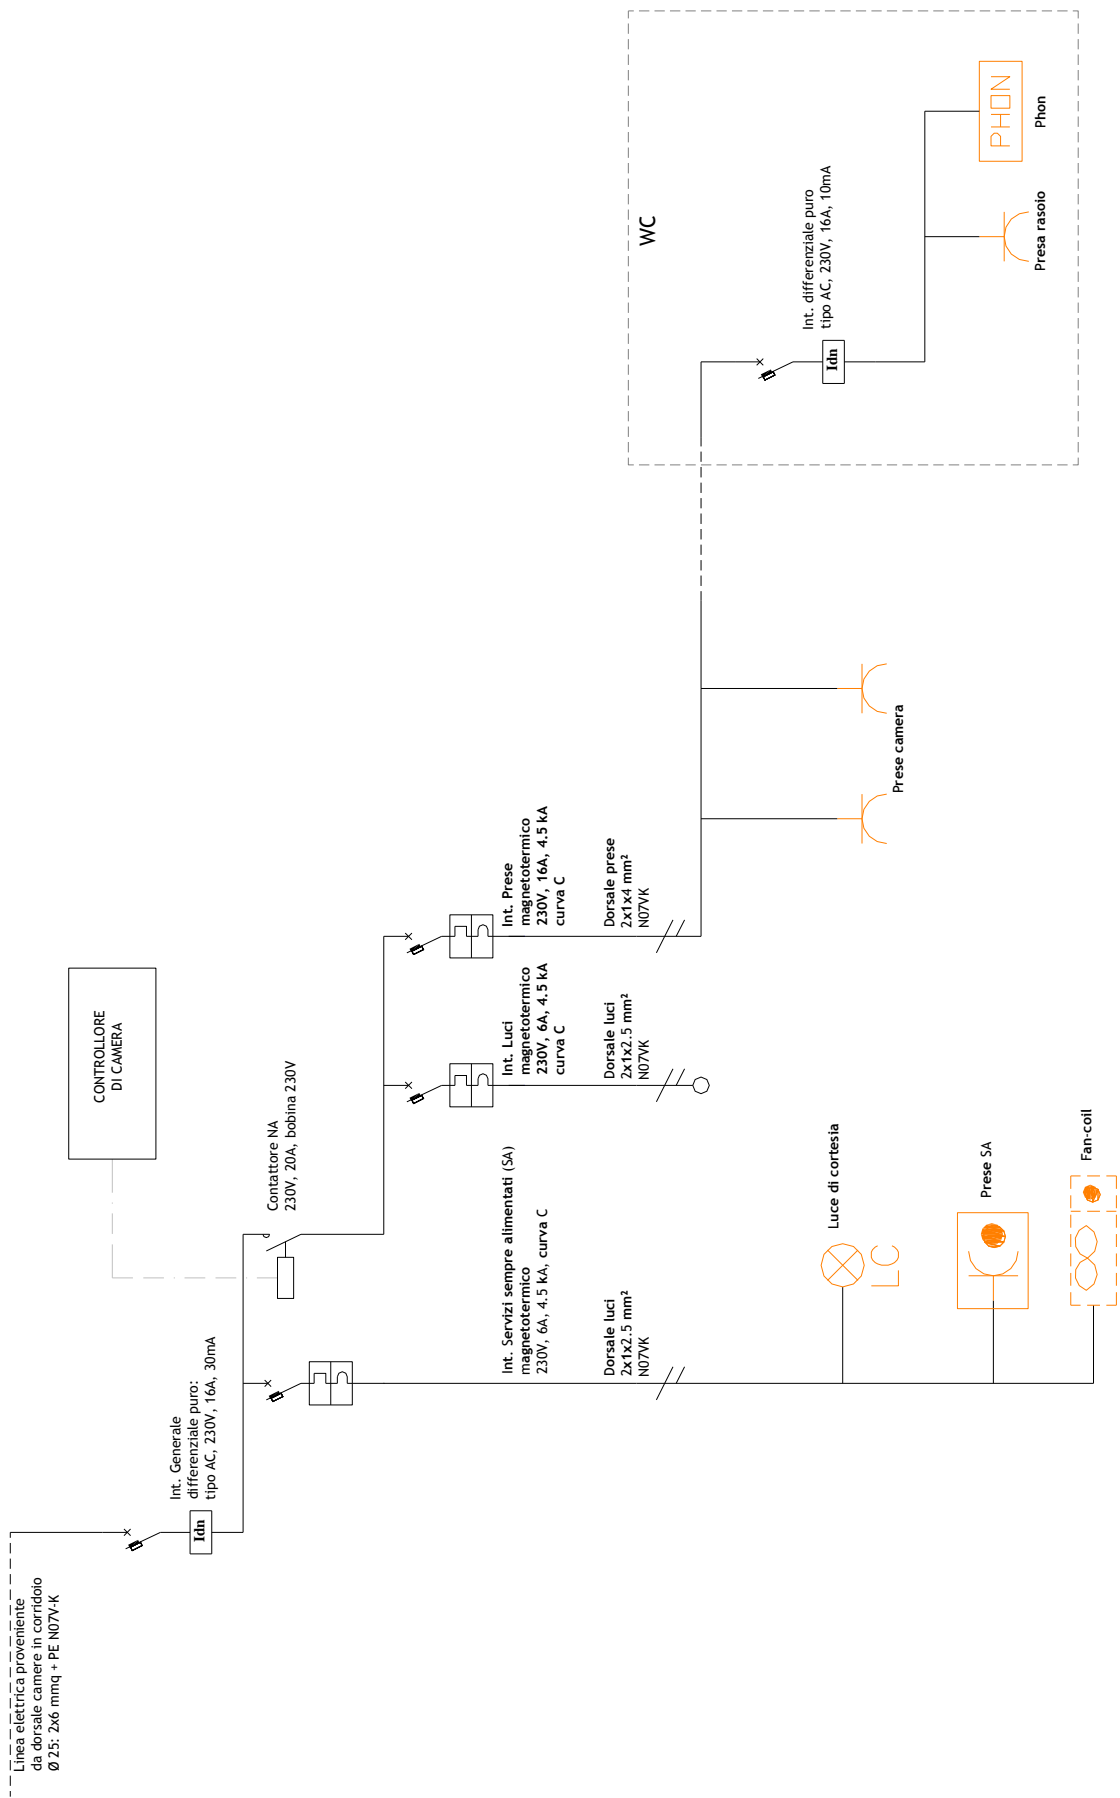 Linea elettrica proveniente
da dorsale camere in corridoio
Ø 25: 2x6 mmq + PE N07V-K
Idn
Int. Generale
differenziale puro:
tipo AC, 230V, 16A, 30mA
CONTROLLORE
DI CAMERA
Contattore NA
230V, 20A, bobina 230V
Int. Servizi sempre alimentati (SA)
magnetotermico
230V, 6A, 4.5 kA, curva C
Dorsale luci
2x1x2.5 mm²
N07VK
Luce di cortesia
LC
Prese SA
Fan-coil
Int. Luci
magnetotermico
230V, 6A, 4.5 kA
curva C
Dorsale luci
2x1x2.5 mm²
N07VK
Int. Prese
magnetotermico
230V, 16A, 4.5 kA
curva C
Dorsale prese
2x1x4 mm²
N07VK
Prese camera
WC
Int. differenziale puro
tipo AC, 230V, 16A, 10mA
Idn
Presa rasoio
PHON
Phon